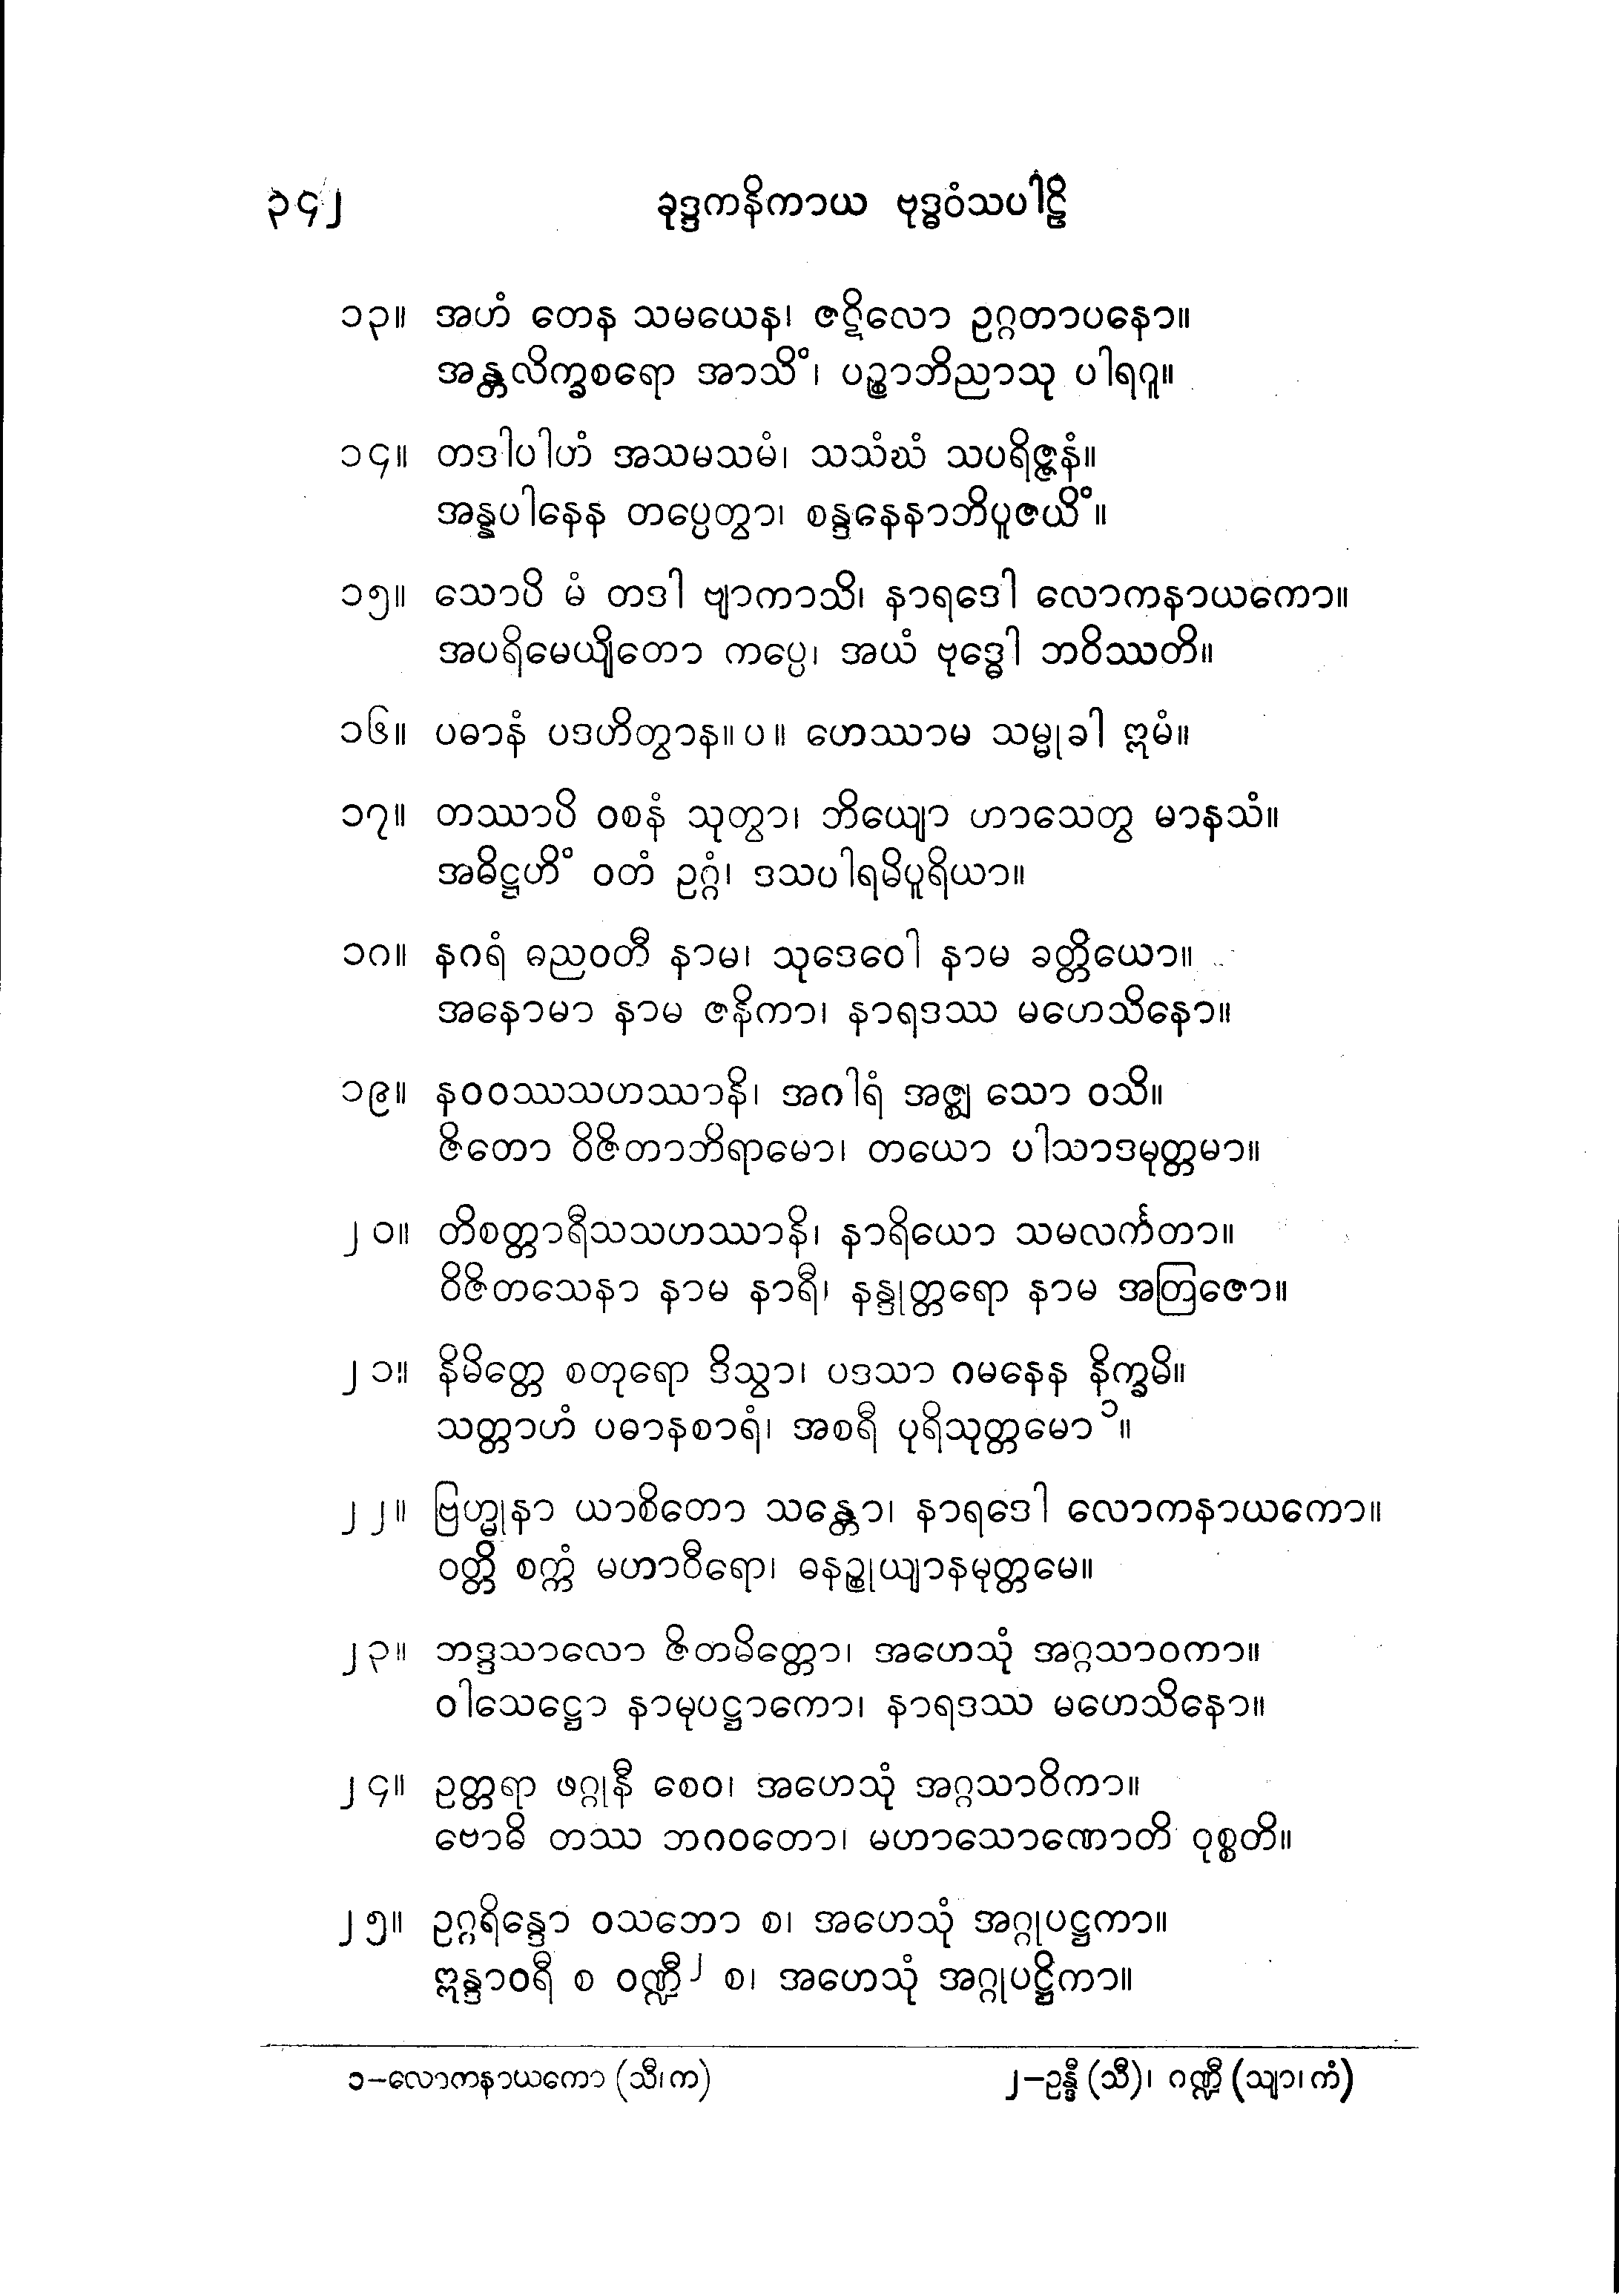 ၃၄၂ ခုဒ္ဒကနိကာယ ဗုဒ္ဓဝံသပါဠိ
၁၃။ အဟံ တေန သမယေန၊ ဇဋိလော ဥဂ္ဂတာပနော။
အန္တလိက္ခစရော အာသိံ၊ ပဉ္စာဘိညာသု ပါရဂူ။
၁၄။ တဒါပါဟံ အသမသမံ၊ သသံဃံ သပရိဇ္ဇနံ။
အန္နပါနေန တပ္ပေတွာ၊ စန္ဒနေနာဘိပူဇယိံ။
၁၅။ သောပိ မံ တဒါ ဗျာကာသိ၊ နာရဒေါ လောကနာယကော။
အပရိမေယျိတော ကပ္ပေ၊ အယံ ဗုဒ္ဓေါ ဘဝိဿတိ။
၁၆။ ပဓာနံ ပဒဟိတွာန။ ပ ။ ဟေဿာမ သမ္မုခါ ဣမံ။
၁၇။ တဿာပိ ဝစနံ သုတွာ၊ ဘိယျော ဟာသေတွ မာနသံ။
အဓိဋ္ဌဟိံ ဝတံ ဥဂ္ဂံ၊ ဒသပါရမိပူရိယာ။
၁၈။ နဂရံ ဓညဝတီ နာမ၊ သုဒေဝေါ နာမ ခတ္တိယော။
အနောမာ နာမ ဇနိကာ၊ နာရဒဿ မဟေသိနော။
၁၉။ နဝဝဿသဟဿာနိ၊ အဂါရံ အဇ္ဈ သော ဝသိ။
ဇိတော ဝိဇိတာဘိရာမော၊ တယော ပါသာဒမုတ္တမာ။
၂၀။ တိစတ္တာရီသသဟဿာနိ၊ နာရိယော သမလင်္ကတာ။
ဝိဇိတသေနာ နာမ နာရီ၊ နန္ဒုတ္တရော နာမ အတြဇော။
၂၁။ နိမိတ္တေ စတုရော ဒိသွာ၊ ပဒသာ ဂမနေန နိက္ခမိ။
သတ္တာဟံ ပဓာနစာရံ၊ အစရီ ပုရိသုတ္တမော ၁။
၂၂။ ဗြဟ္မုနာ ယာစိတော သန္တော၊ နာရဒေါ လောကနာယကော။
ဝတ္တိ စက္ကံ မဟာဝီရော၊ ဓနဉ္စုယျာနမုတ္တမေ။
၂၃။ ဘဒ္ဒသာလော ဇိတမိတ္တော၊ အဟေသုံ အဂ္ဂသာဝကာ။
ဝါသေဋ္ဌော နာမုပဋ္ဌာကော၊ နာရဒဿ မဟေသိနော။
၂၄။ ဥတ္တရာ ဖဂ္ဂုနီ စေဝ၊ အဟေသုံ အဂ္ဂသာဝိကာ။
ဗောဓိ တဿ ဘဂဝတော၊ မဟာသောဏောတိ ဝုစ္စတိ။
၂၅။ ဥဂ္ဂရိန္ဒော ဝသဘော စ၊ အဟေသုံ အဂ္ဂုပဋ္ဌကာ။
ဣန္ဒာဝရီ စ ဝဏ္ဍီ ၂ စ၊ အဟေသုံ အဂ္ဂုပဋ္ဌိကာ။
၁−လောကနာယကော (သီ၊ က) ၂−ဥန္ဒီ (သီ)၊ ဂဏ္ဍီ (သျာ၊ ကံ)